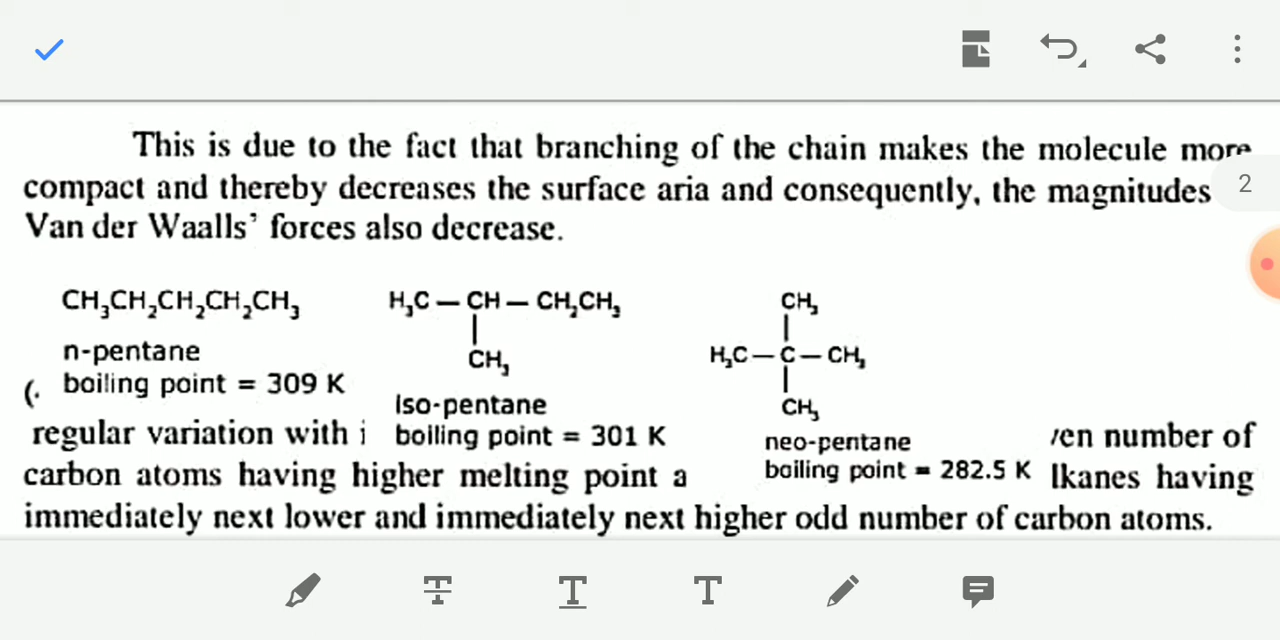 This is due to the fact that branching of the chain makes the molecule more
compact and thereby decreases the surface aria and consequently, the magnitudes
2
Van der Waalls' forces also decrease.
CH₃CH₂CH₂CH₂CH₃
n-pentane
boiling point = 309 K
H₃C — CH — CH₂CH₃
|
CH₃
Iso-pentane
boiling point = 301 K
CH₃
|
H₃C — C — CH₃
|
CH₃
neo-pentane
boiling point = 282.5 K
(.
regular variation with i
ven number of
carbon atoms having higher melting point a
lkanes having
immediately next lower and immediately next higher odd number of carbon atoms.